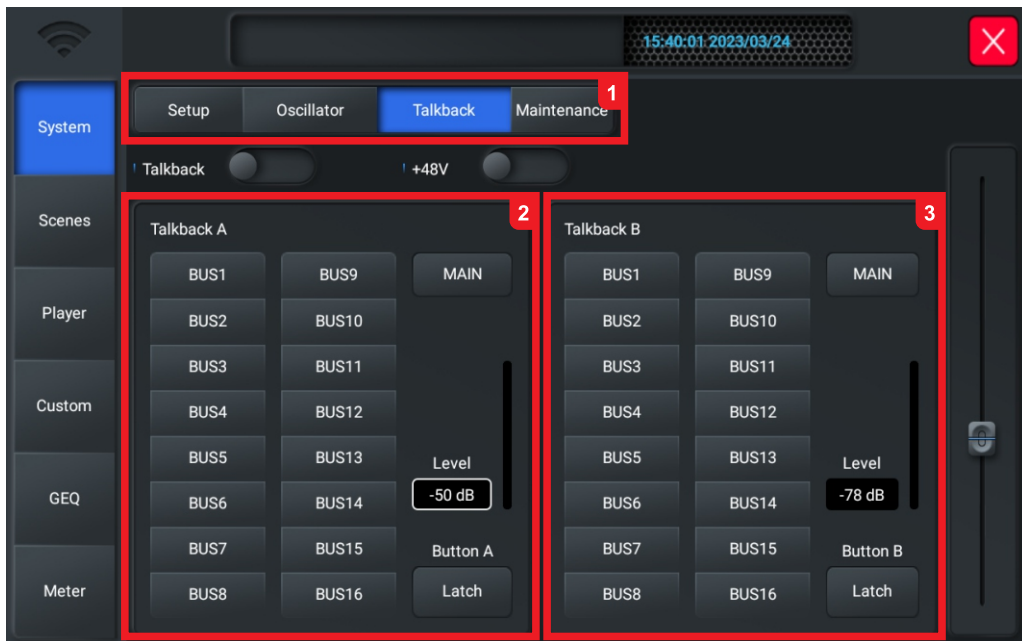 15:40:01 2023/03/24
System
Scenes
Player
Custom
GEQ
Meter
Setup Oscillator Talkback Maintenance 1
Talkback +48V
2
Talkback A
BUS1 BUS9 MAIN
BUS2 BUS10
BUS3 BUS11
BUS4 BUS12
BUS5 BUS13 Level
BUS6 BUS14 -50 dB
BUS7 BUS15 Button A
BUS8 BUS16 Latch
3
Talkback B
BUS1 BUS9 MAIN
BUS2 BUS10
BUS3 BUS11
BUS4 BUS12
BUS5 BUS13 Level
BUS6 BUS14 -78 dB
BUS7 BUS15 Button B
BUS8 BUS16 Latch
0